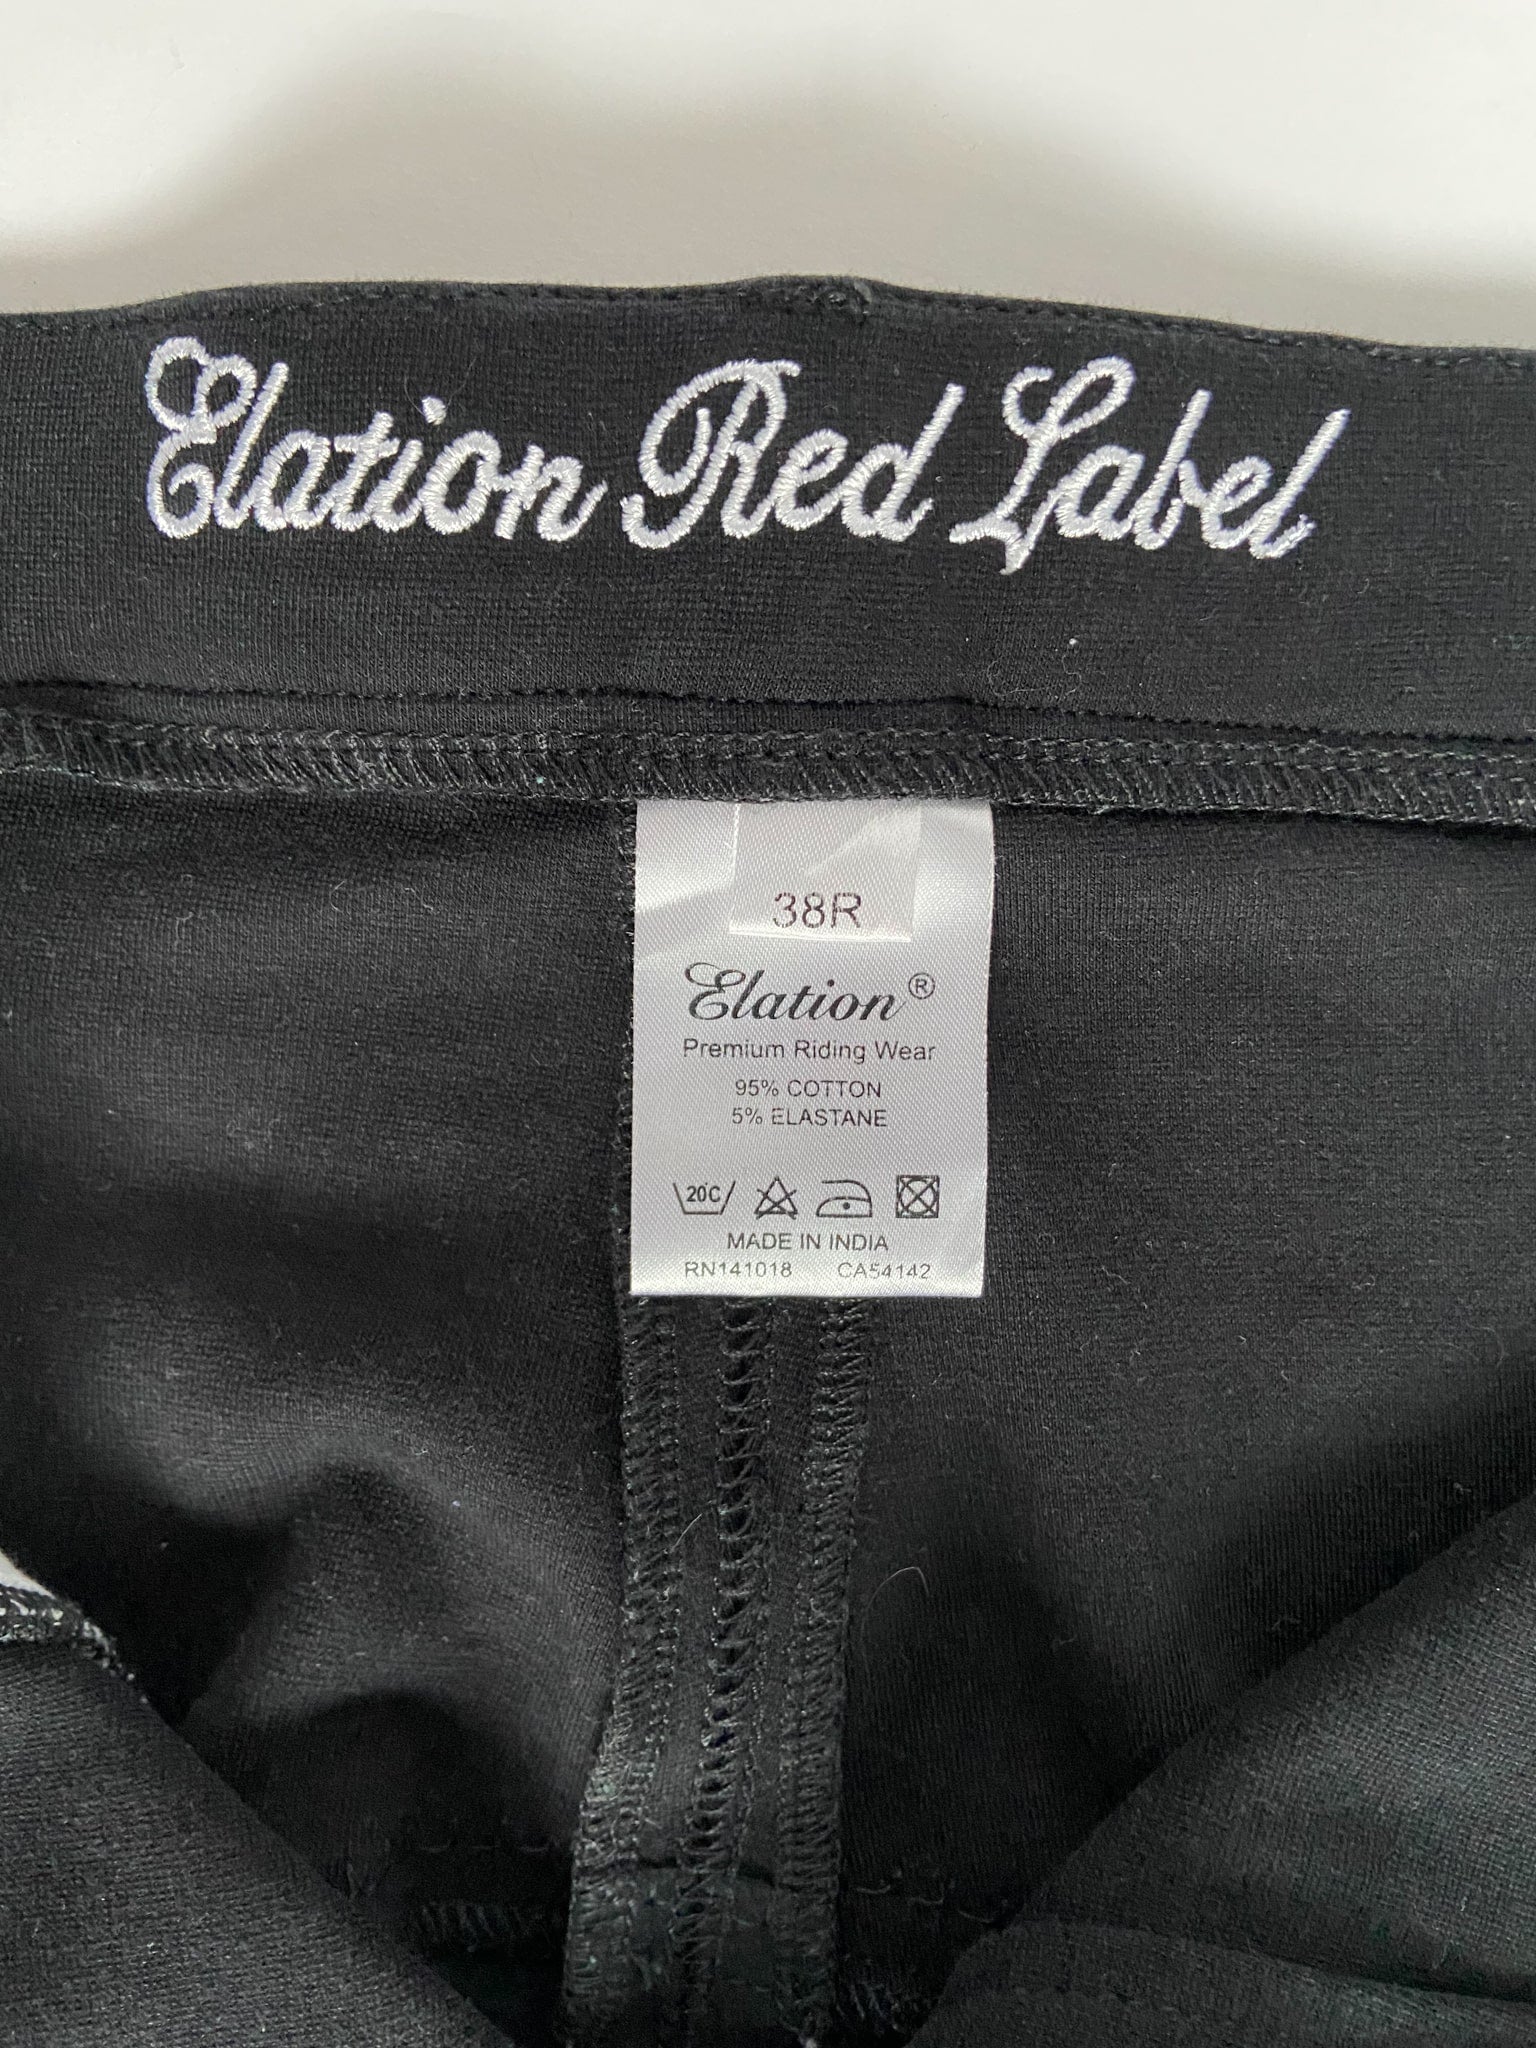 Elation Red Label
38R
Elation®
Premium Riding Wear
95% COTTON
5% ELASTANE
20C
MADE IN INDIA
RN141018 CA54142